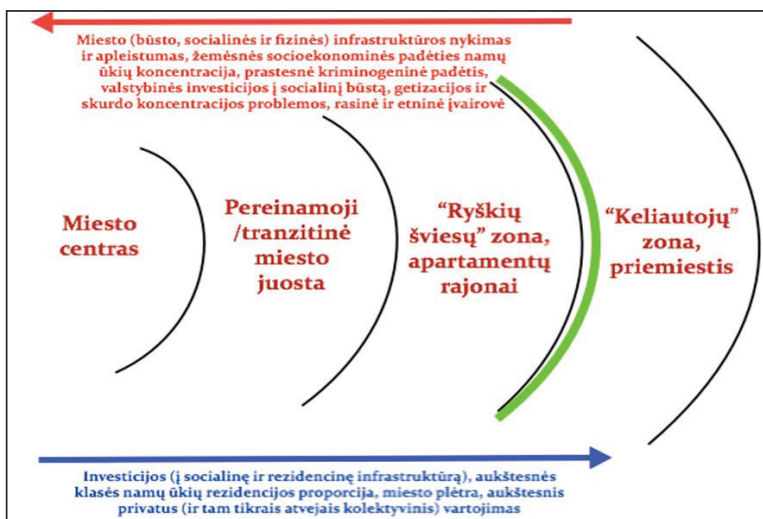 Miesto (būsto, socialinės ir fizinės) infrastruktūros nykimas
ir apleistumas, žemėsnės socioekonominės padėties namų
ūkių koncentracija, prastesnė kriminogeninė padėtis,
valstybinės investicijos į socialinį būstą, getizacijos ir
skurdo koncentracijos problemos, rasinė ir etninė įvairovė
Miesto
centras
Pereinamoji
/tranzitinė
miesto
juosta
“Ryškių
šviesų” zona,
apartamentų
rajonai
“Keliautojų”
zona,
priemiestis
Investicijos (į socialinę ir rezidencinę infrastruktūrą), aukštesnės
klasės namų ūkių rezidencijos proporcija, miesto plėtra, aukštesnis
privatus (ir tam tikrais atvejais kolektyvinis) vartojimas